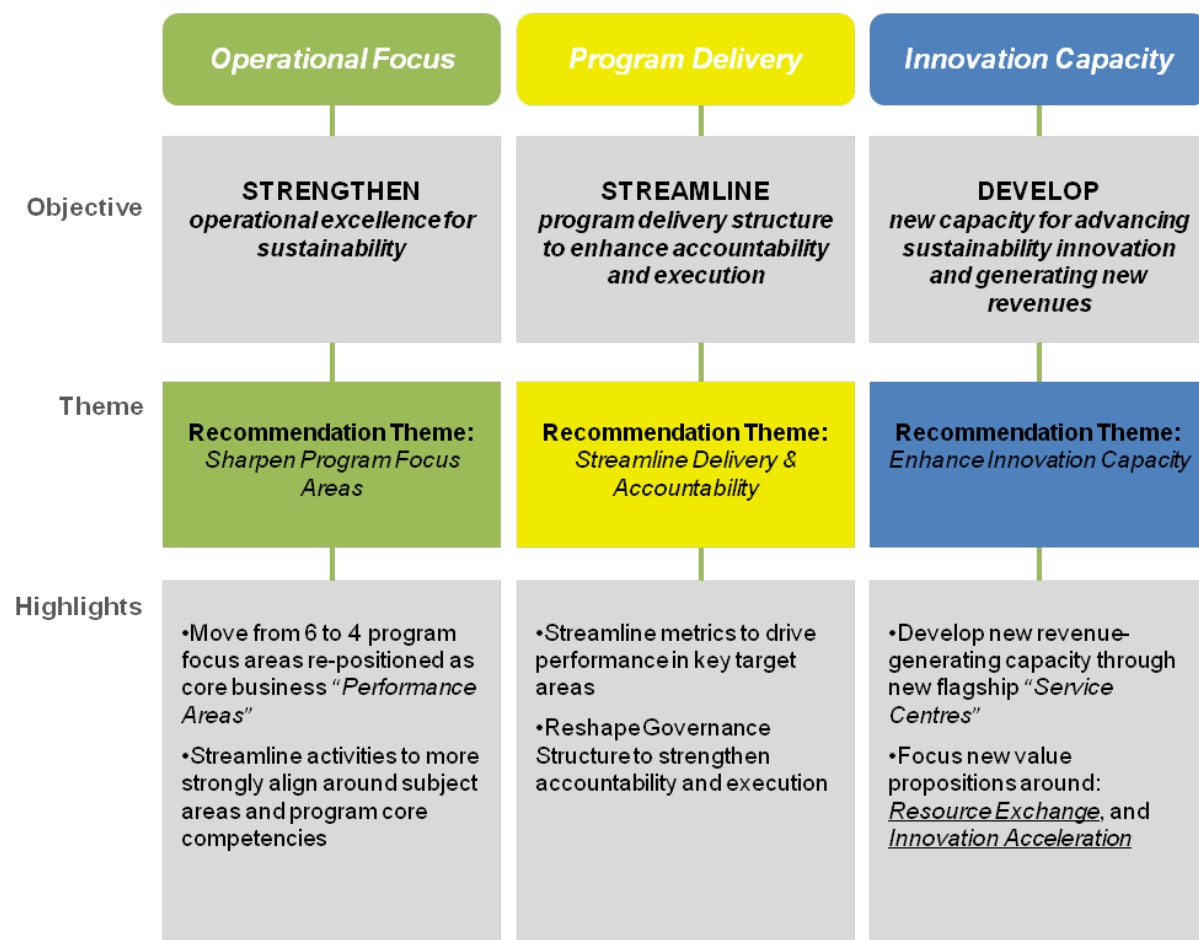 Operational Focus
Program Delivery
Innovation Capacity
Objective
STRENGTHEN
operational excellence for
sustainability
STREAMLINE
program delivery structure
to enhance accountability
and execution
DEVELOP
new capacity for advancing
sustainability innovation
and generating new
revenues
Theme
Recommendation Theme:
Sharpen Program Focus
Areas
Recommendation Theme:
Streamline Delivery &
Accountability
Recommendation Theme:
Enhance Innovation Capacity
Highlights
•Move from 6 to 4 program
focus areas re-positioned as
core business “Performance
Areas”
•Streamline activities to more
strongly align around subject
areas and program core
competencies
•Streamline metrics to drive
performance in key target
areas
•Reshape Governance
Structure to strengthen
accountability and execution
•Develop new revenue-
generating capacity through
new flagship “Service
Centres”
•Focus new value
propositions around:
Resource Exchange, and
Innovation Acceleration